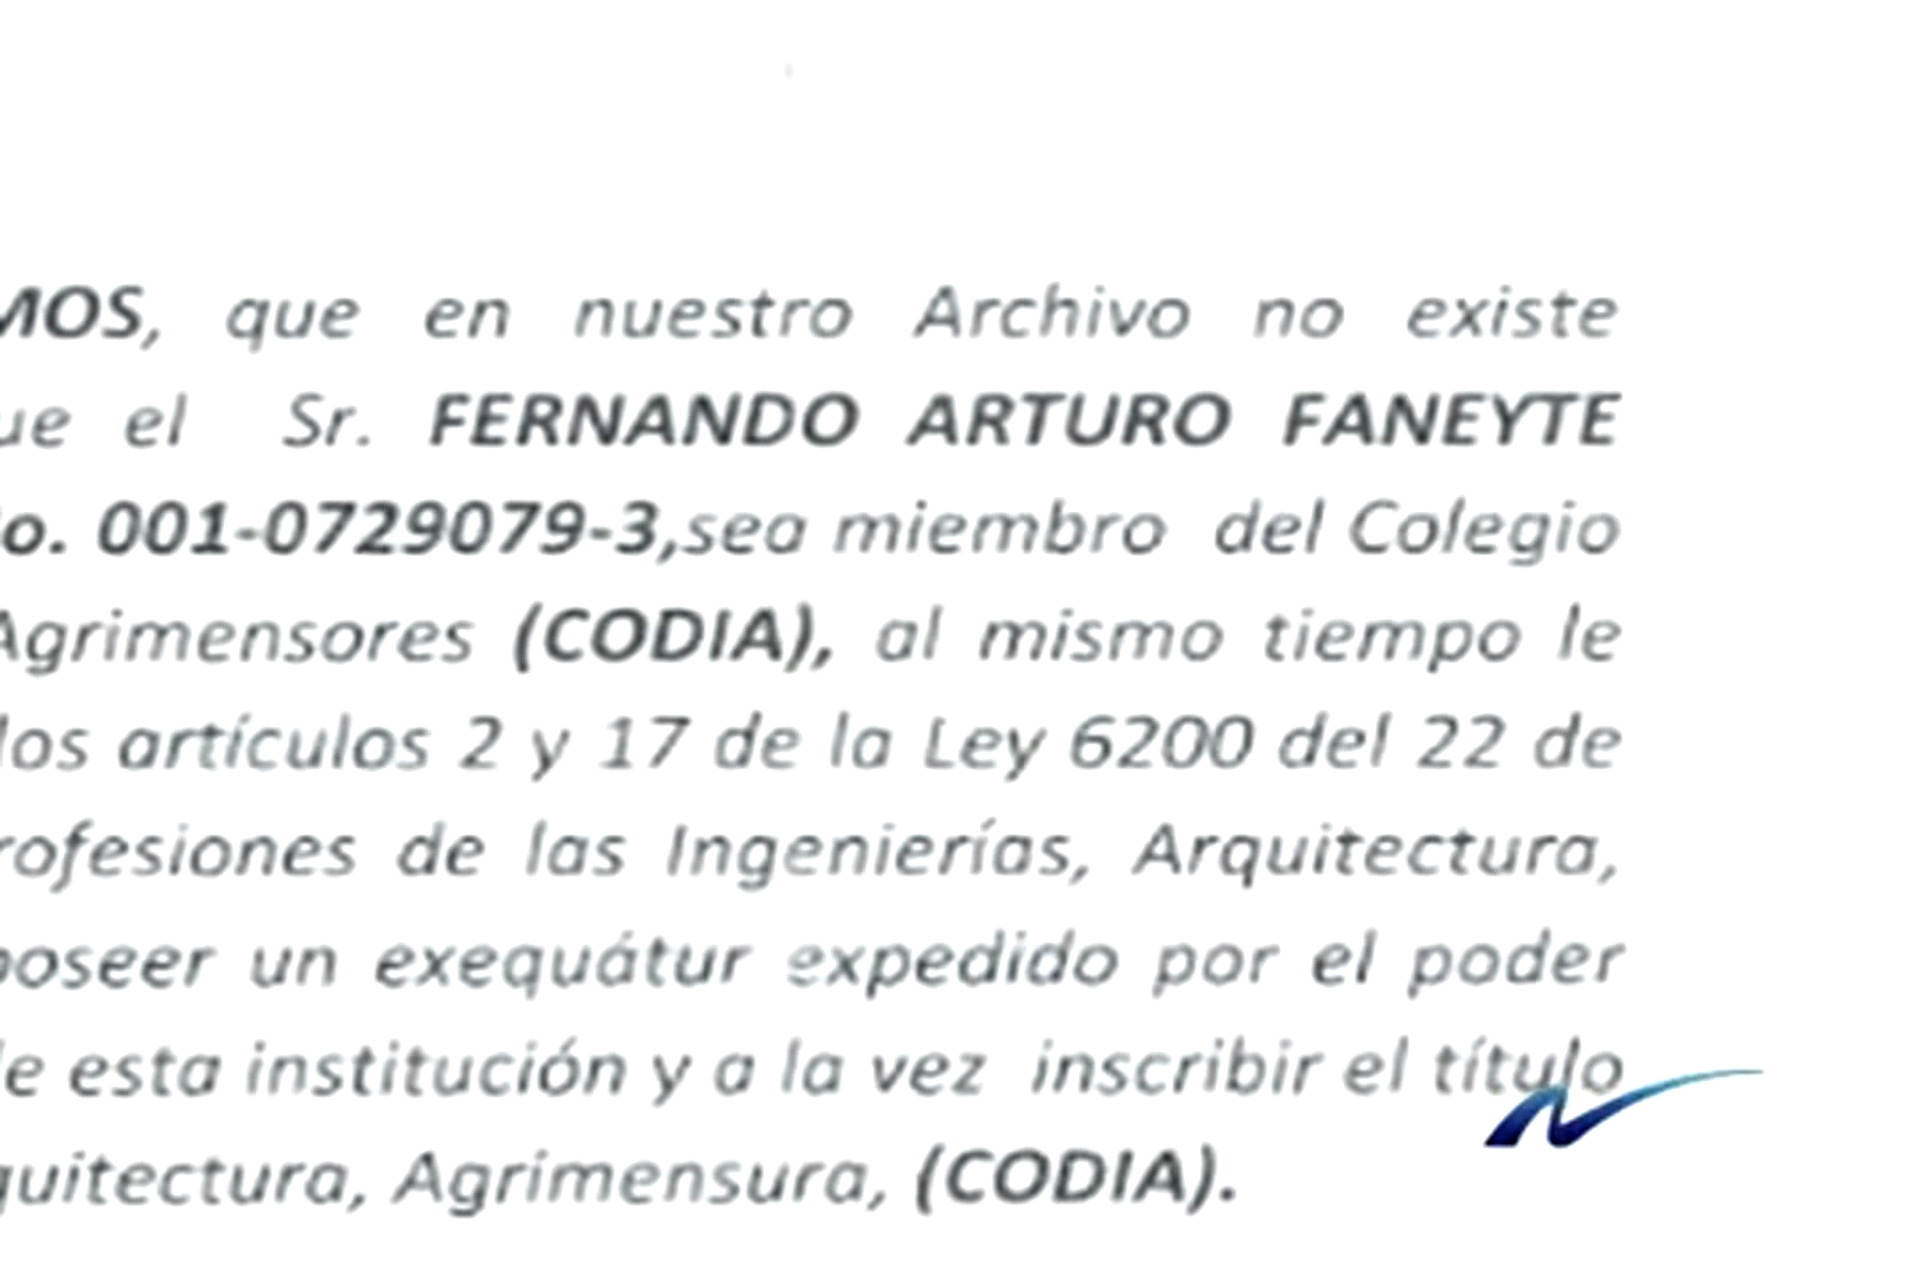 MOS, que en nuestro Archivo no existe
ue el Sr. FERNANDO ARTURO FANEYTE
o. 001-0729079-3,sea miembro del Colegio
Agrimensores (CODIA), al mismo tiempo le
los artículos 2 y 17 de la Ley 6200 del 22 de
rofesiones de las Ingenierías, Arquitectura,
poseer un exequátur expedido por el poder
de esta institución y a la vez inscribir el título
quitectura, Agrimensura, (CODIA).